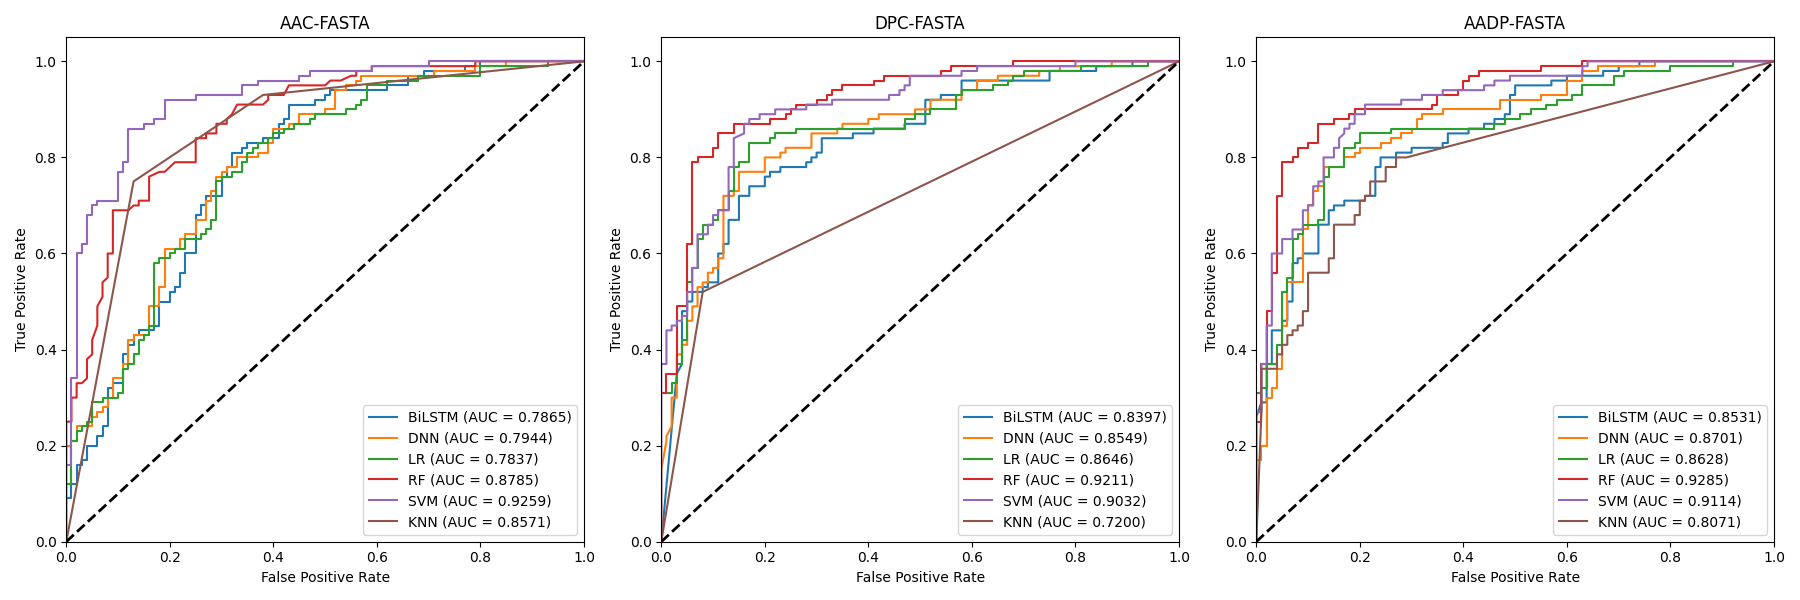 AAC-FASTA
True Positive Rate
1.0
0.8
0.6
0.4
0.2
0.0
0.0 0.2 0.4 0.6 0.8 1.0
False Positive Rate
BiLSTM (AUC = 0.7865)
DNN (AUC = 0.7944)
LR (AUC = 0.7837)
RF (AUC = 0.8785)
SVM (AUC = 0.9259)
KNN (AUC = 0.8571)
DPC-FASTA
True Positive Rate
1.0
0.8
0.6
0.4
0.2
0.0
0.0 0.2 0.4 0.6 0.8 1.0
False Positive Rate
BiLSTM (AUC = 0.8397)
DNN (AUC = 0.8549)
LR (AUC = 0.8646)
RF (AUC = 0.9211)
SVM (AUC = 0.9032)
KNN (AUC = 0.7200)
AADP-FASTA
True Positive Rate
1.0
0.8
0.6
0.4
0.2
0.0
0.0 0.2 0.4 0.6 0.8 1.0
False Positive Rate
BiLSTM (AUC = 0.8531)
DNN (AUC = 0.8701)
LR (AUC = 0.8628)
RF (AUC = 0.9285)
SVM (AUC = 0.9114)
KNN (AUC = 0.8071)